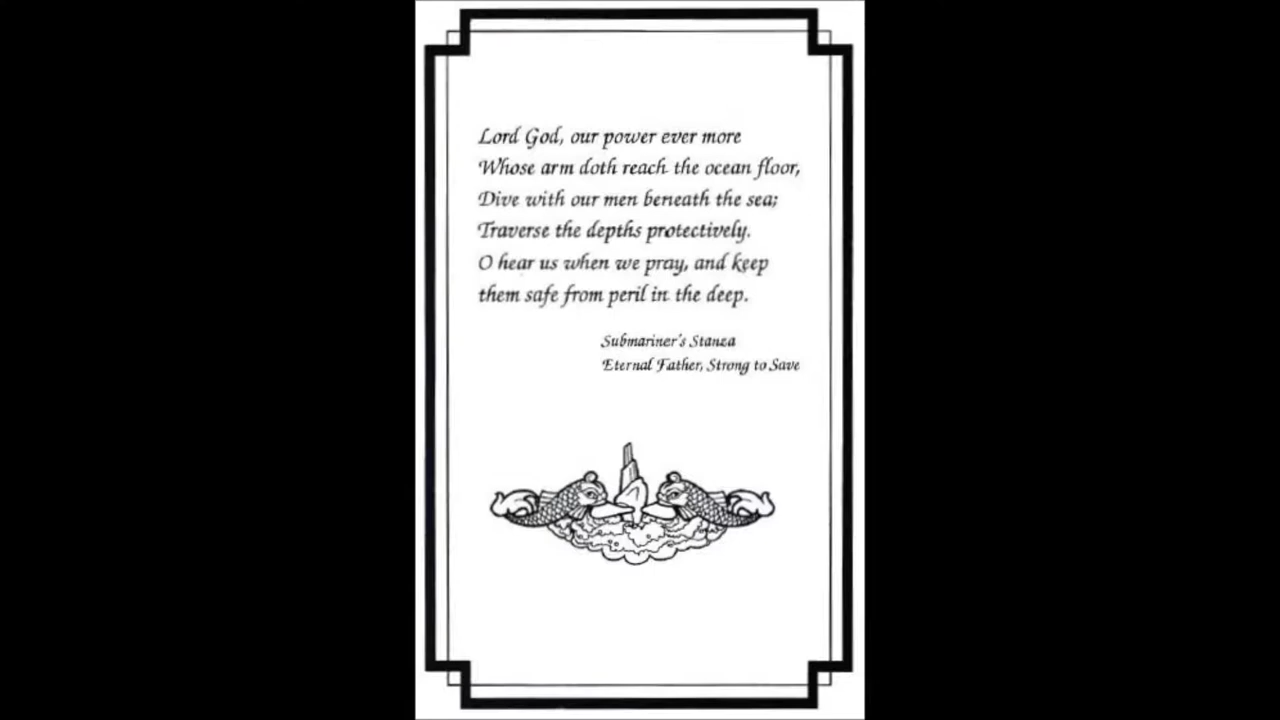 Lord God, our power ever more
Whose arm doth reach the ocean floor,
Dive with our men beneath the sea;
Traverse the depths protectively.
O hear us when we pray, and keep
them safe from peril in the deep.
Submariner's Stanza
Eternal Father, Strong to Save